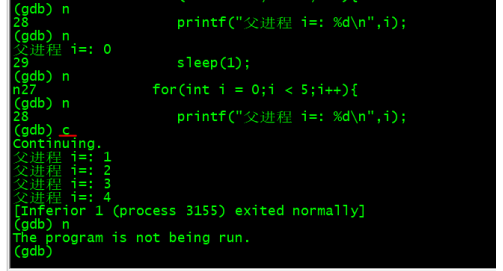 (gdb) n
28                  printf("父进程 i=: %d\n",i);
(gdb) n
父进程 i=: 0
29                  sleep(1);
(gdb) n
n27              for(int i = 0;i < 5;i++){
(gdb) n
28                  printf("父进程 i=: %d\n",i);
(gdb) c
Continuing.
父进程 i=: 1
父进程 i=: 2
父进程 i=: 3
父进程 i=: 4
[Inferior 1 (process 3155) exited normally]
(gdb) n
The program is not being run.
(gdb)